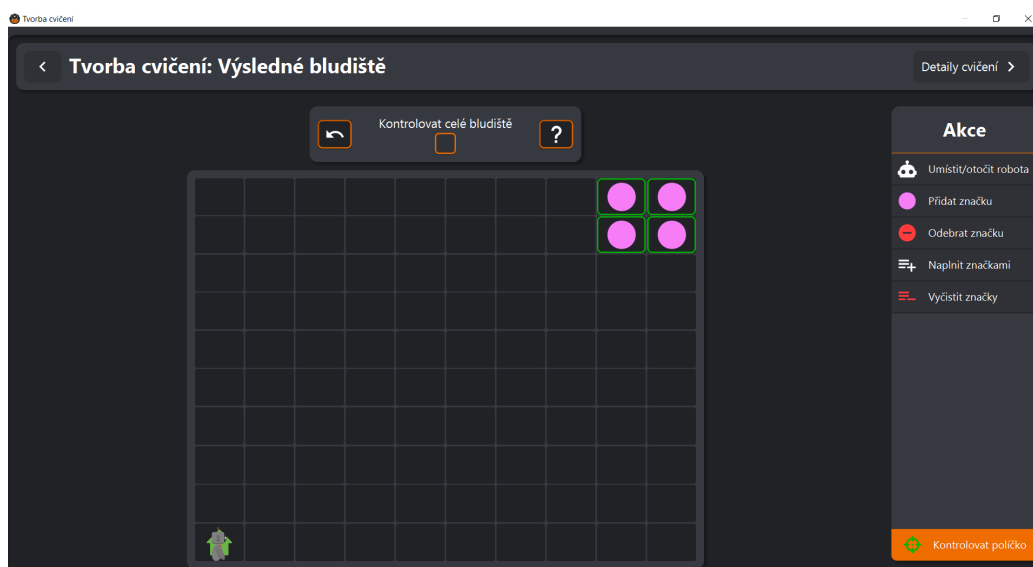 Tvorba cvičení
Tvorba cvičení: Výsledné bludiště
Detaily cvičení
Kontrolovat celé bludiště
?
Akce
Umístit/otočit robota
Přidat značku
Odebrat značku
Naplnit značkami
Vyčistit značky
Kontrolovat políčko